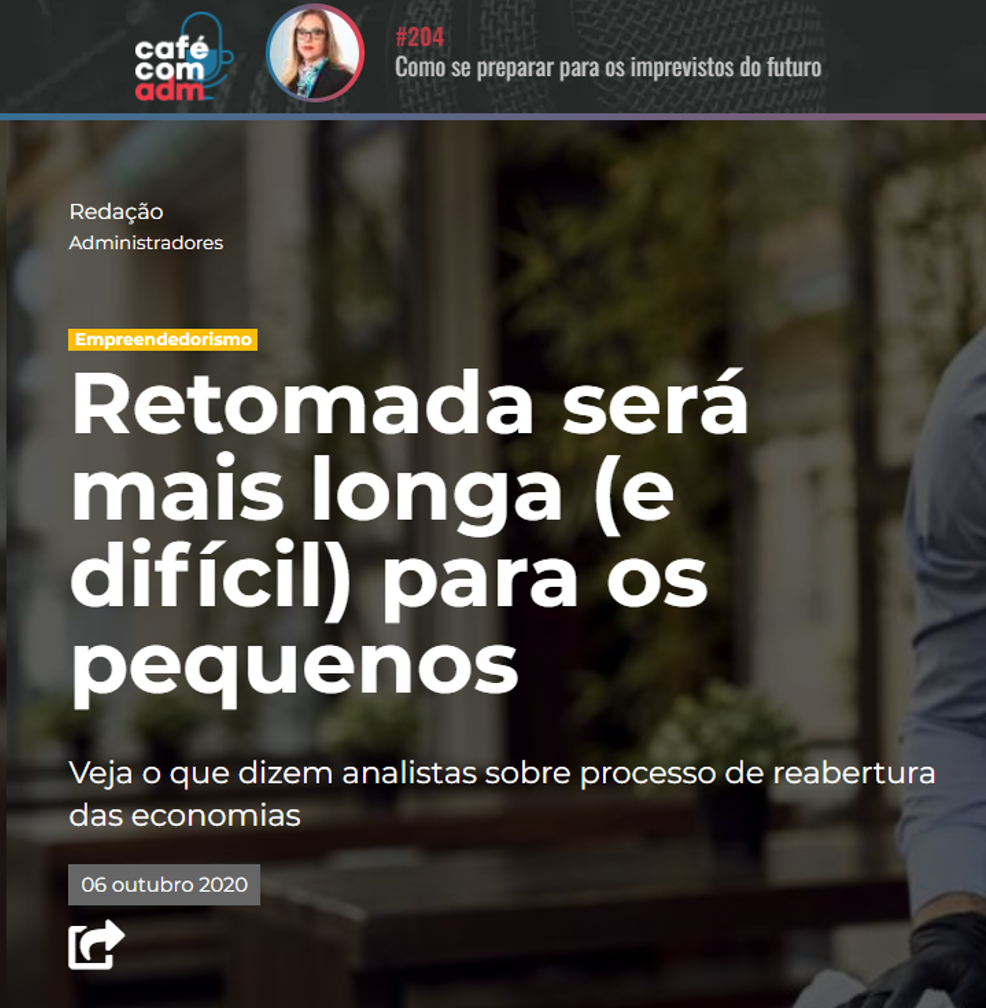 café
com
adm
#204
Como se preparar para os imprevistos do futuro
Redação
Administradores
Empreendedorismo
Retomada será
mais longa (e
difícil) para os
pequenos
Veja o que dizem analistas sobre processo de reabertura
das economias
06 outubro 2020